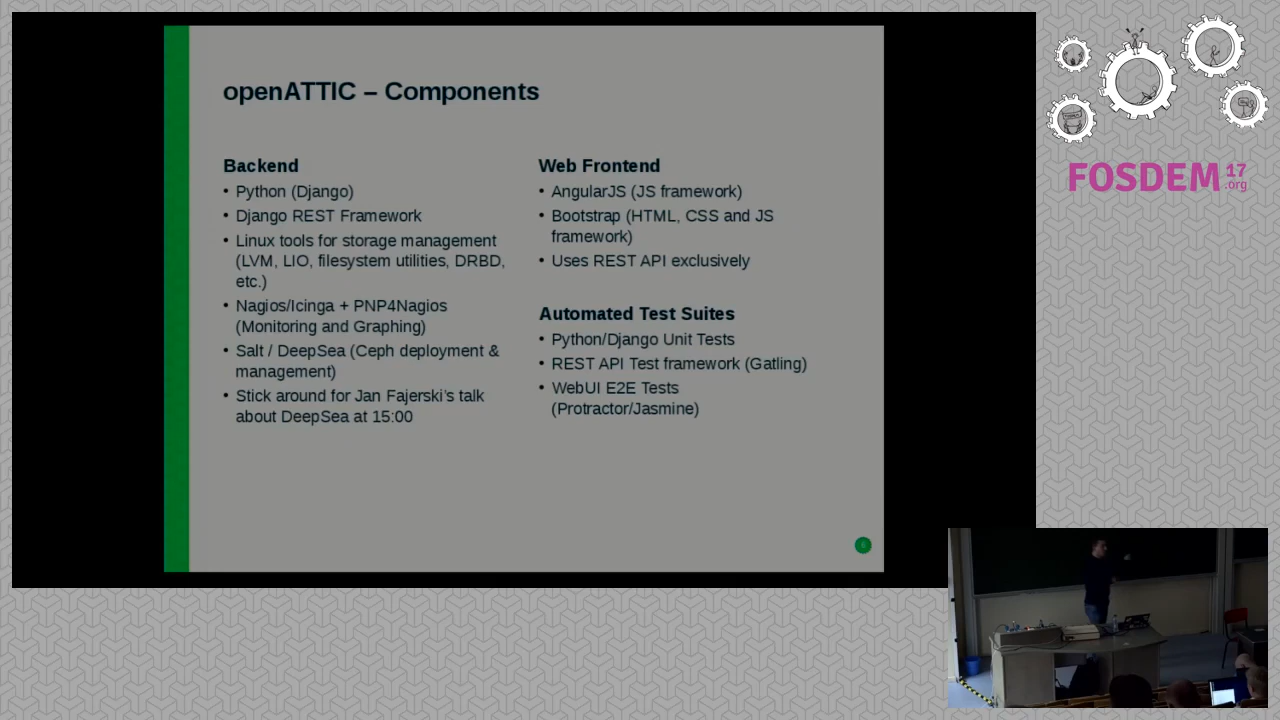 openATTIC – Components
Backend
• Python (Django)
• Django REST Framework
• Linux tools for storage management
(LVM, LIO, filesystem utilities, DRBD,
etc.)
• Nagios/Icinga + PNP4Nagios
(Monitoring and Graphing)
• Salt / DeepSea (Ceph deployment &
management)
• Stick around for Jan Fajerski's talk
about DeepSea at 15:00
Web Frontend
• AngularJS (JS framework)
• Bootstrap (HTML, CSS and JS
framework)
• Uses REST API exclusively
Automated Test Suites
• Python/Django Unit Tests
• REST API Test framework (Gatling)
• WebUI E2E Tests
(Protractor/Jasmine)
FOSDEM 17
.org